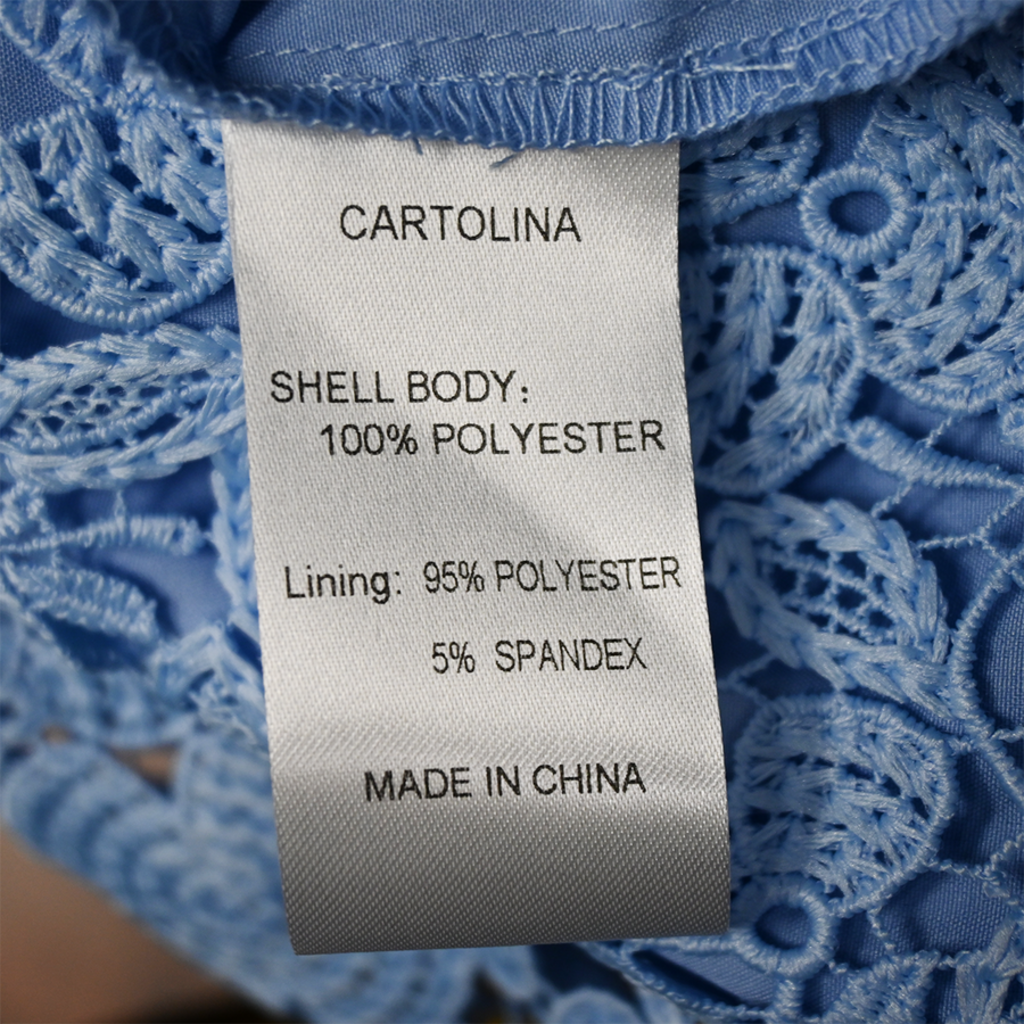 CARTOLINA
SHELL BODY:
100% POLYESTER
Lining: 95% POLYESTER
5% SPANDEX
MADE IN CHINA